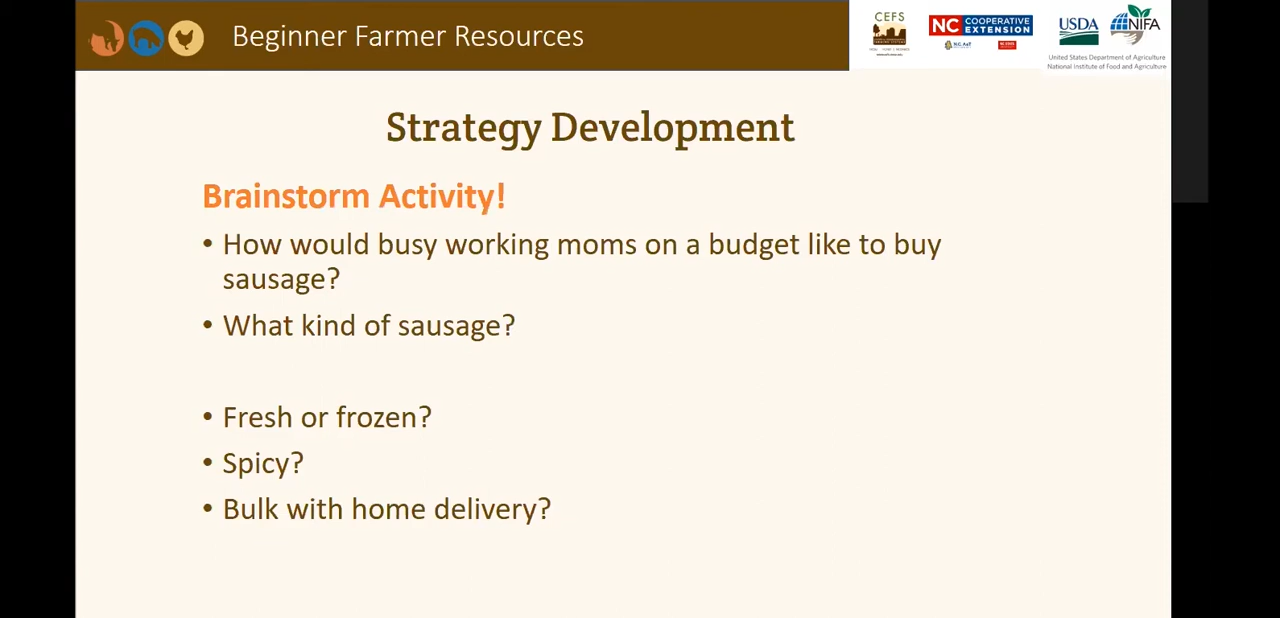 Beginner Farmer Resources
CEFS
NC COOPERATIVE
EXTENSION
USDA
NIFA
United States Department of Agriculture
National Institute of Food and Agriculture
Strategy Development
Brainstorm Activity!
• How would busy working moms on a budget like to buy
sausage?
• What kind of sausage?
• Fresh or frozen?
• Spicy?
• Bulk with home delivery?